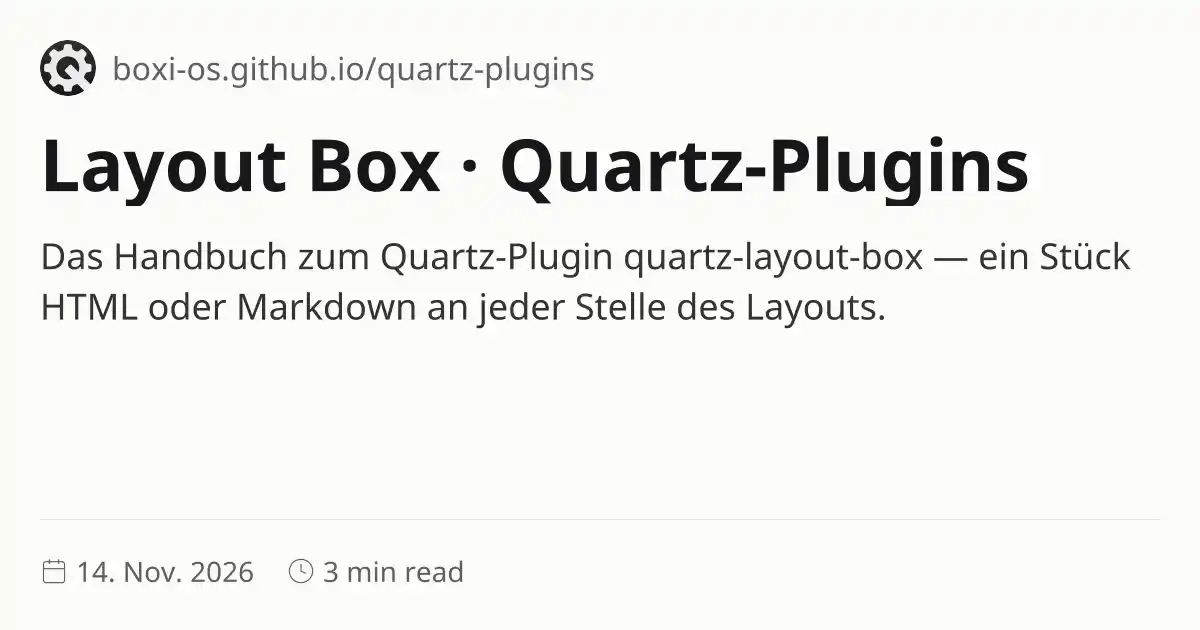 boxi-os.github.io/quartz-plugins
Layout Box · Quartz-Plugins
Das Handbuch zum Quartz-Plugin quartz-layout-box — ein Stück
HTML oder Markdown an jeder Stelle des Layouts.
14. Nov. 2026 3 min read